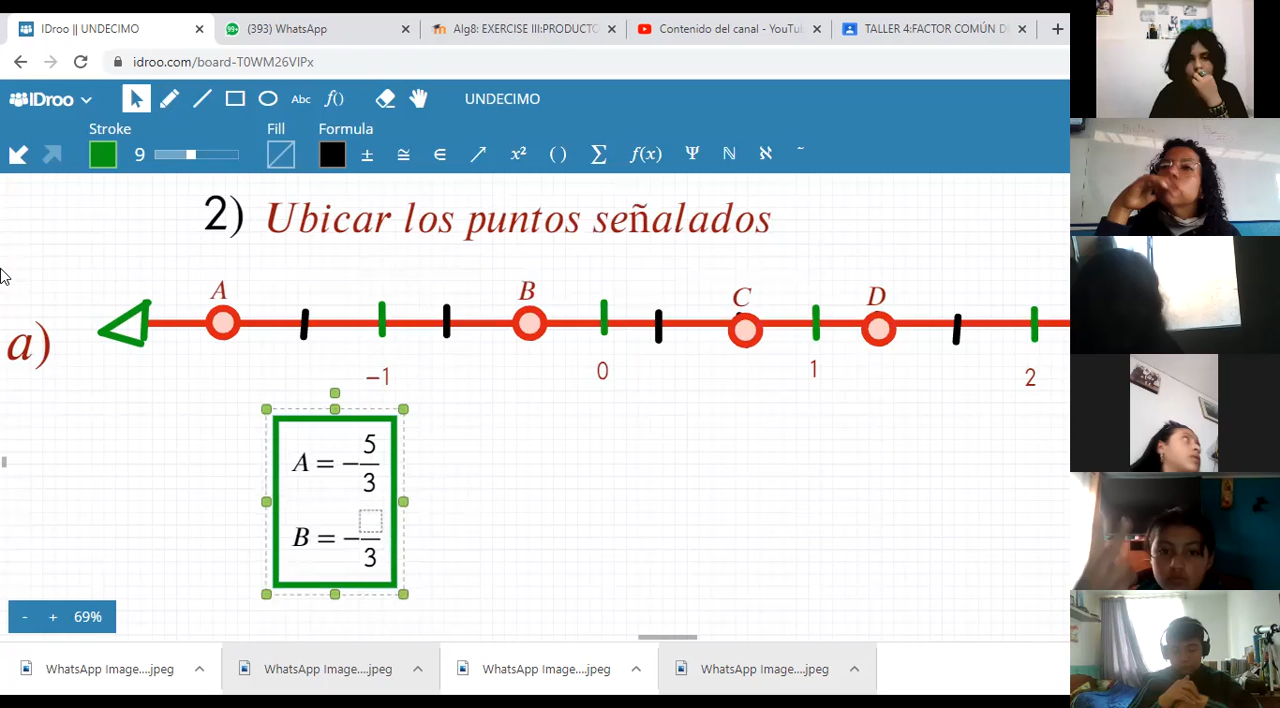 IDroo || UNDECIMO
(393) WhatsApp
Alg8: EXERCISE III:PRODUCTO
Contenido del canal - YouTu
TALLER 4:FACTOR COMÚN D
idroo.com/board-T0WM26VlPx
IDroo
Abc
f()
UNDECIMO
Stroke
Fill
Formula
9
± ≅ ∈ x² ( ) ∑ f(x) Ψ ℕ ℵ ~
2) Ubicar los puntos señalados
A B C D
a)
−1 0 1 2
A = −5/3
B = −□/3
- + 69%
WhatsApp Image....jpeg
WhatsApp Image....jpeg
WhatsApp Image....jpeg
WhatsApp Image....jpeg